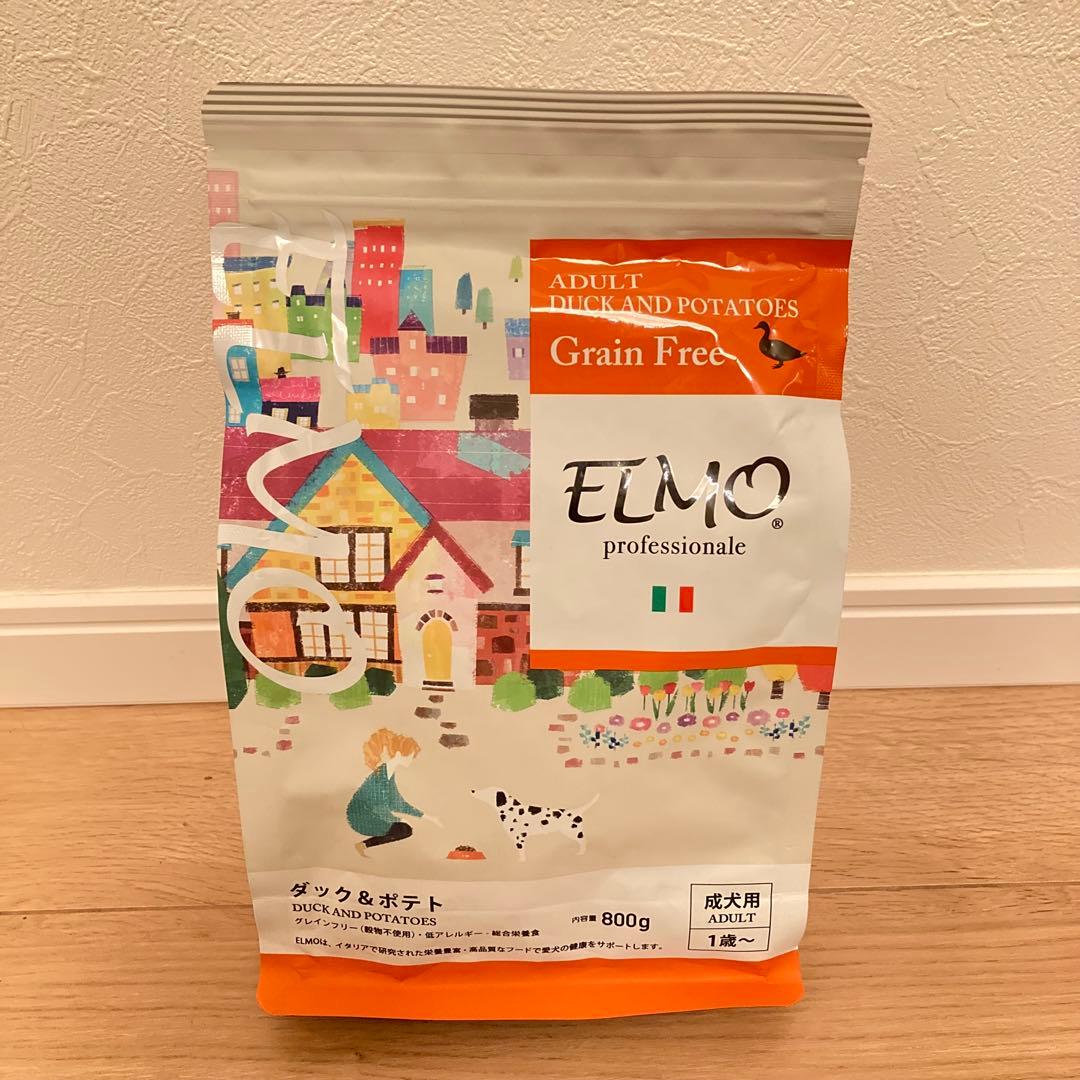 ELMO
ADULT
DUCK AND POTATOES
Grain Free
ELMO®
professionale
ダック&ポテト
DUCK AND POTATOES
グレインフリー(穀物不使用)・低アレルギー・総合栄養食
ELMOは、イタリアで研究された栄養豊富・高品質なフードで愛犬の健康をサポートします。
内容量 800g
成犬用
ADULT
1歳〜